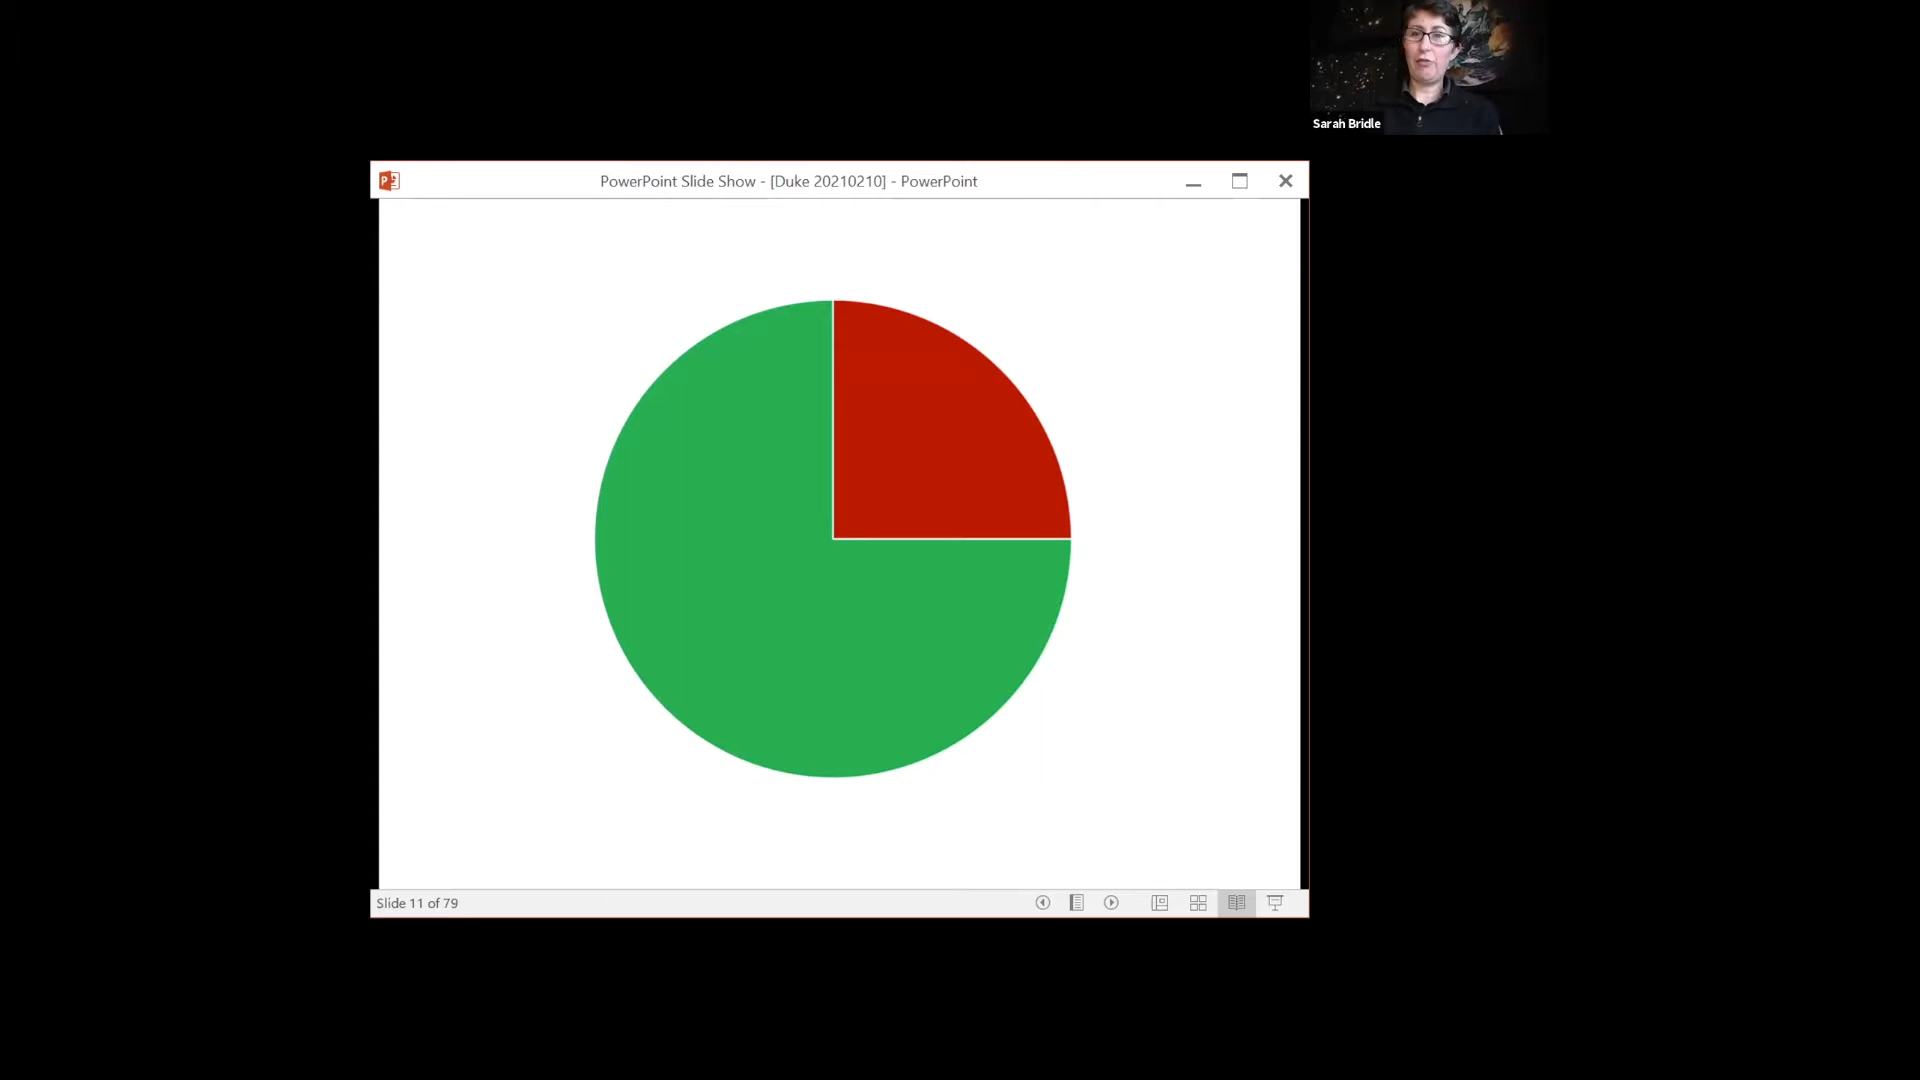 Sarah Bridle
PowerPoint Slide Show - [Duke 20210210] - PowerPoint
Slide 11 of 79